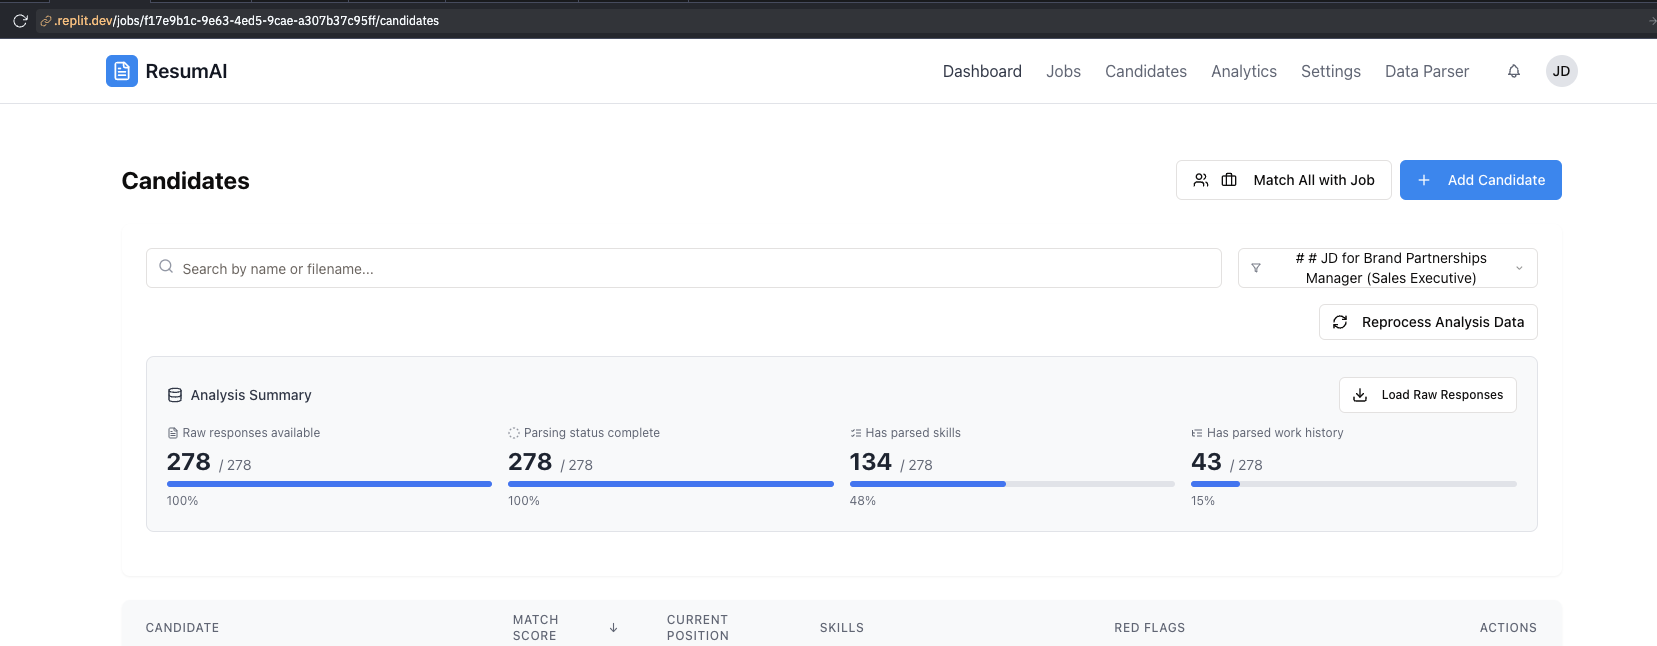 .replit.dev/jobs/f17e9b1c-9e63-4ed5-9cae-a307b37c95ff/candidates
ResumAI
Dashboard Jobs Candidates Analytics Settings Data Parser JD
Candidates
Match All with Job
Add Candidate
Search by name or filename...
# # JD for Brand Partnerships
Manager (Sales Executive)
Reprocess Analysis Data
Analysis Summary
Load Raw Responses
Raw responses available
278 / 278
100%
Parsing status complete
278 / 278
100%
Has parsed skills
134 / 278
48%
Has parsed work history
43 / 278
15%
CANDIDATE
MATCH
SCORE
CURRENT
POSITION
SKILLS
RED FLAGS
ACTIONS